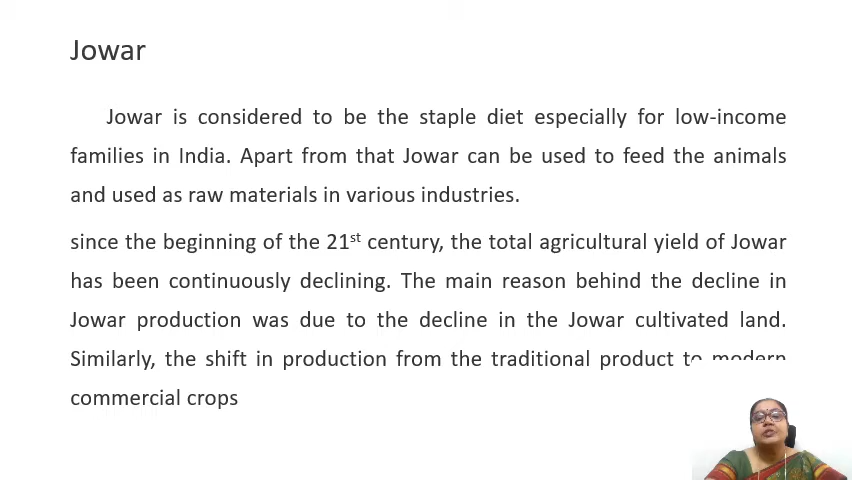 Jowar
Jowar is considered to be the staple diet especially for low-income
families in India. Apart from that Jowar can be used to feed the animals
and used as raw materials in various industries.
since the beginning of the 21st century, the total agricultural yield of Jowar
has been continuously declining. The main reason behind the decline in
Jowar production was due to the decline in the Jowar cultivated land.
Similarly, the shift in production from the traditional product to modern
commercial crops